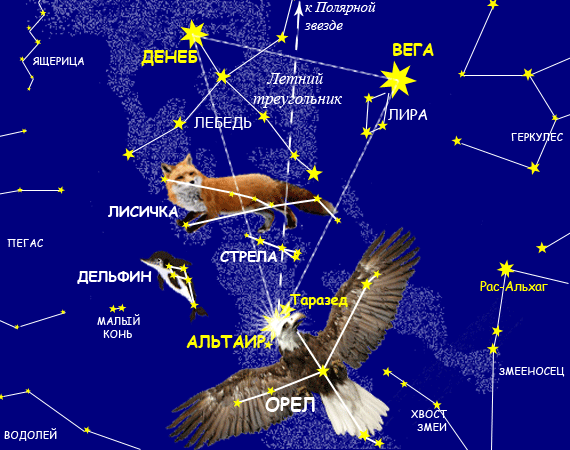 к Полярной
звезде
ДЕНЕБ
ВЕГА
ЯЩЕРИЦА
Летний
треугольник
ЛЕБЕДЬ
ЛИРА
ГЕРКУЛЕС
ЛИСИЧКА
ПЕГАС
СТРЕЛА
ДЕЛЬФИН
Рас-Альхаг
Таразед
МАЛЫЙ
КОНЬ
АЛЬТАИР
ЗМЕЕНОСЕЦ
ОРЕЛ
ХВОСТ
ЗМЕИ
ВОДОЛЕЙ